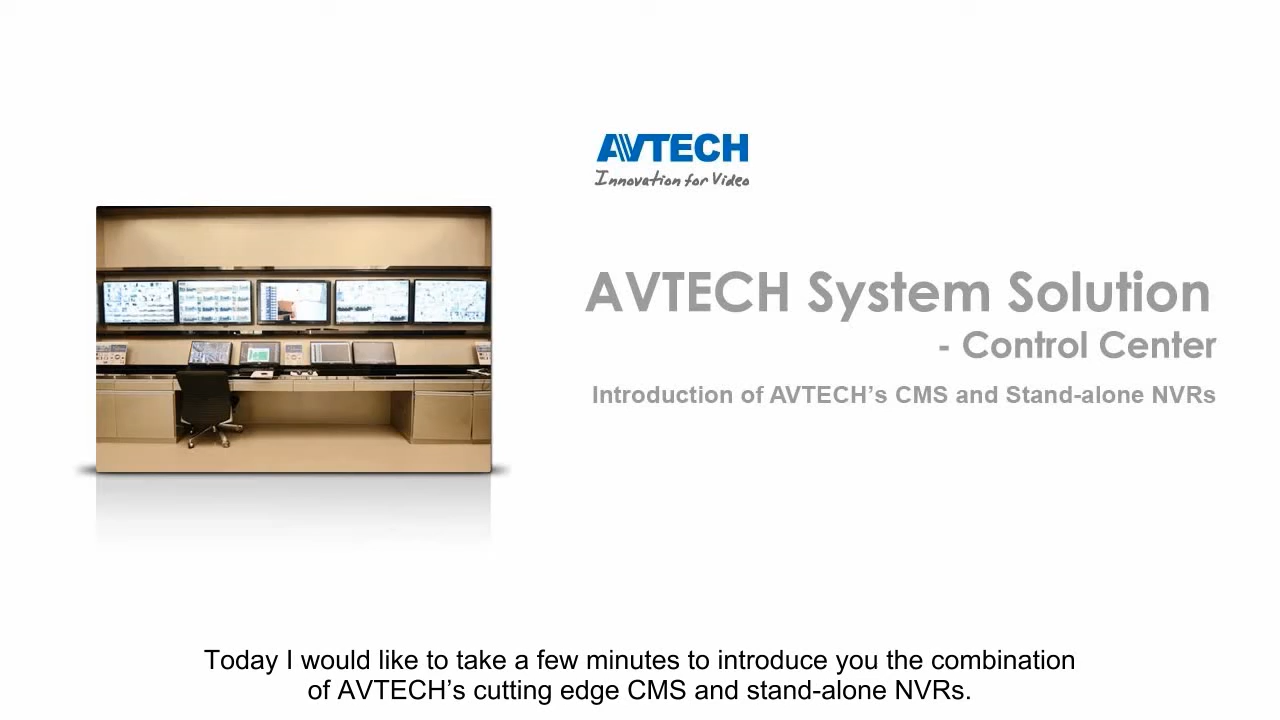 AVTECH
Innovation for Video
AVTECH System Solution
- Control Center
Introduction of AVTECH’s CMS and Stand-alone NVRs
Today I would like to take a few minutes to introduce you the combination
of AVTECH’s cutting edge CMS and stand-alone NVRs.